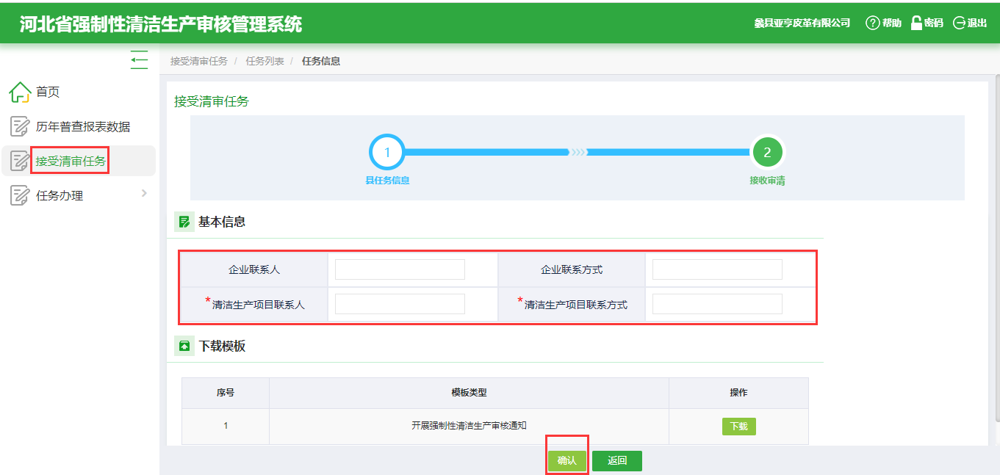 河北省强制性清洁生产审核管理系统
蠡县亚亨皮革有限公司 帮助 密码 退出
接受清审任务 / 任务列表 / 任务信息
首页
历年普查报表数据
接受清审任务
任务办理
接受清审任务
1 2
具任务信息 接收审清
基本信息
企业联系人 企业联系方式
*清洁生产项目联系人 *清洁生产项目联系方式
下载模板
序号 模板类型 操作
1 开展强制性清洁生产审核通知 下载
确认 返回